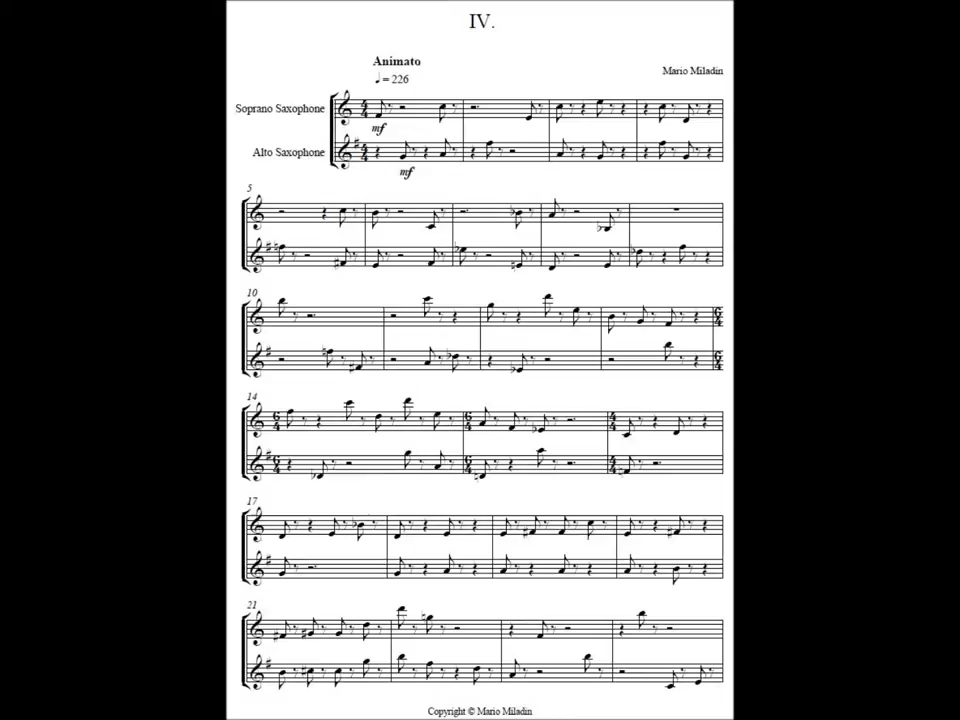 IV.
Animato
♩ = 226
Mario Miladin
Soprano Saxophone
mf
Alto Saxophone
mf
5
10
14
17
21
Copyright © Mario Miladin